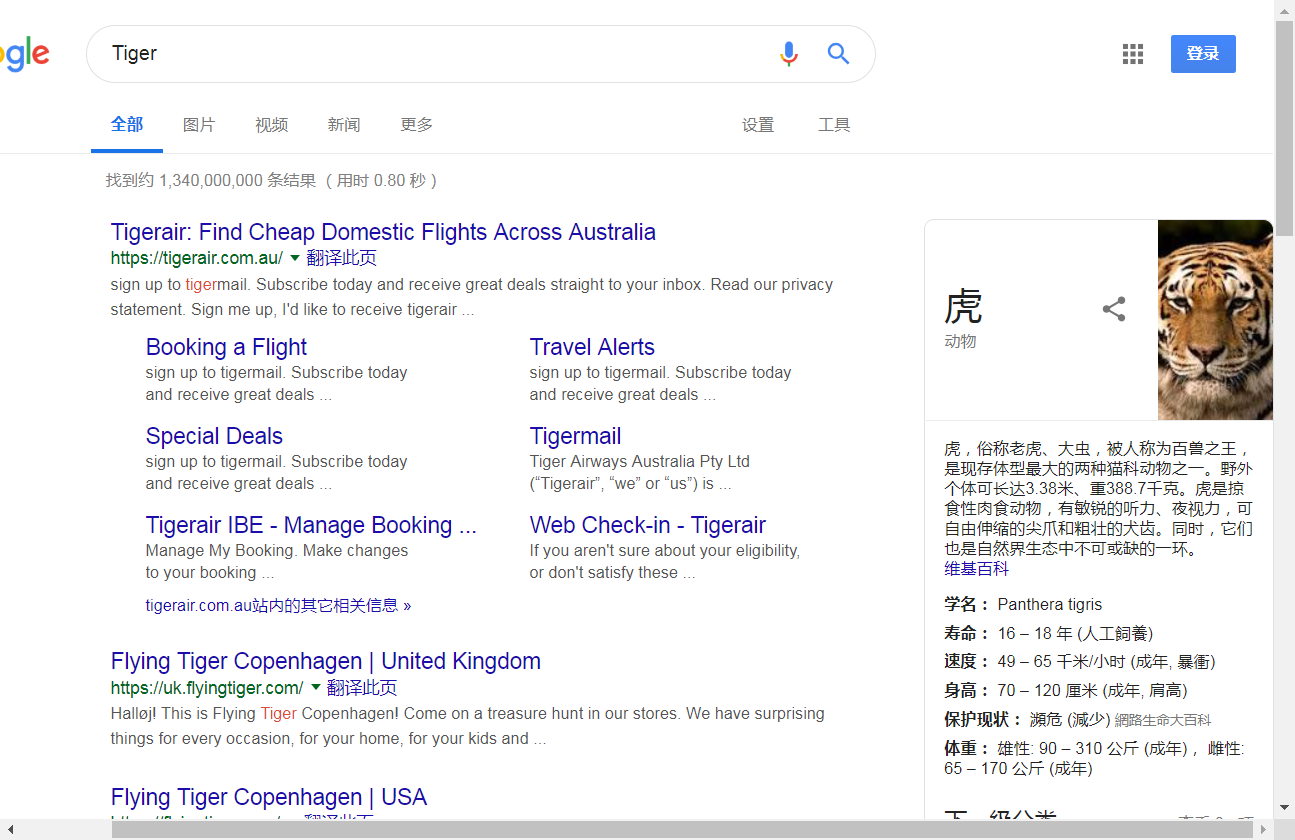 gle
Tiger
登录
全部 图片 视频 新闻 更多 设置 工具
找到约 1,340,000,000 条结果 （用时 0.80 秒）
Tigerair: Find Cheap Domestic Flights Across Australia
https://tigerair.com.au/ 翻译此页
sign up to tigermail. Subscribe today and receive great deals straight to your inbox. Read our privacy
statement. Sign me up, I'd like to receive tigerair ...
Booking a Flight
sign up to tigermail. Subscribe today
and receive great deals ...
Travel Alerts
sign up to tigermail. Subscribe today
and receive great deals ...
Special Deals
sign up to tigermail. Subscribe today
and receive great deals ...
Tigermail
Tiger Airways Australia Pty Ltd
(“Tigerair”, “we” or “us”) is ...
Tigerair IBE - Manage Booking ...
Manage My Booking. Make changes
to your booking ...
Web Check-in - Tigerair
If you aren't sure about your eligibility,
or don't satisfy these ...
tigerair.com.au站内的其它相关信息 »
Flying Tiger Copenhagen | United Kingdom
https://uk.flyingtiger.com/ 翻译此页
Halløj! This is Flying Tiger Copenhagen! Come on a treasure hunt in our stores. We have surprising
things for every occasion, for your home, for your kids and ...
Flying Tiger Copenhagen | USA
翻译此页
虎
动物
虎，俗称老虎、大虫，被人称为百兽之王，
是现存体型最大的两种猫科动物之一。野外
个体可长达3.38米、重388.7千克。虎是掠
食性肉食动物，有敏锐的听力、夜视力，可
自由伸缩的尖爪和粗壮的犬齿。同时，它们
也是自然界生态中不可或缺的一环。
维基百科
学名： Panthera tigris
寿命： 16 – 18 年 (人工飼養)
速度： 49 – 65 千米/小时 (成年, 暴衝)
身高： 70 – 120 厘米 (成年, 肩高)
保护现状： 瀕危 (減少) 網路生命大百科
体重： 雄性: 90 – 310 公斤 (成年)， 雌性:
65 – 170 公斤 (成年)
下一级分类